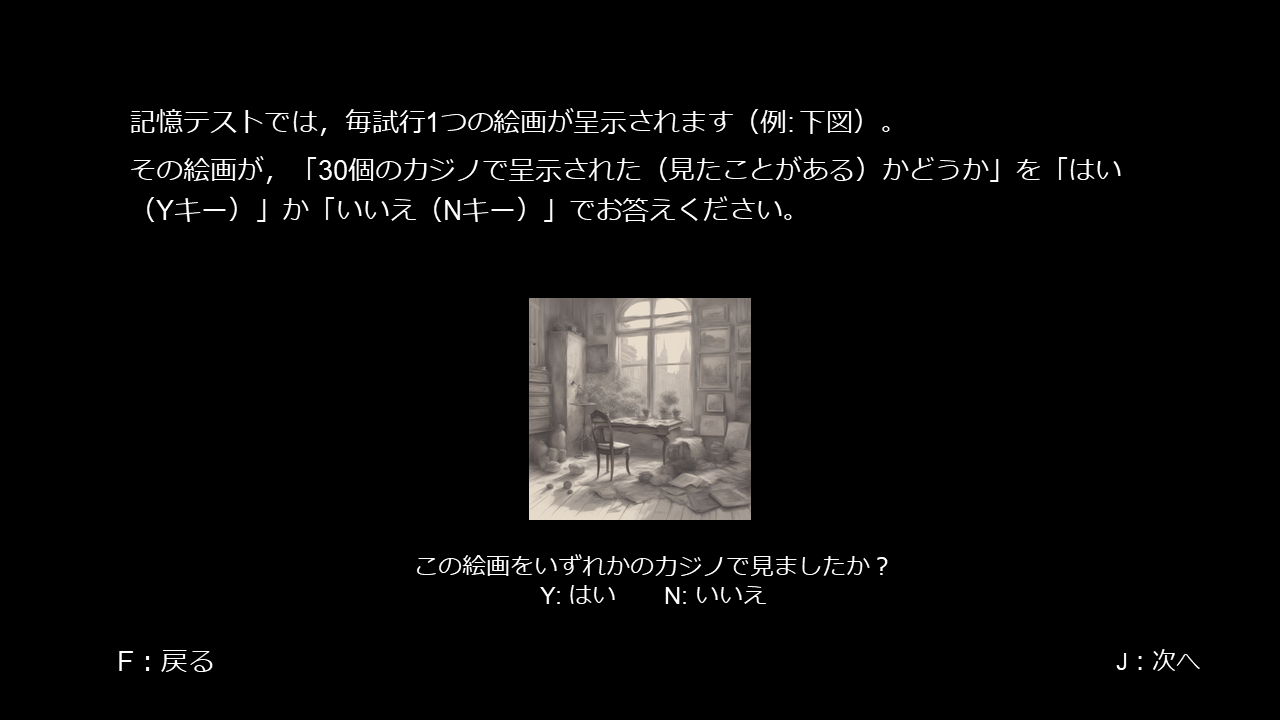 記憶テストでは，毎試行1つの絵画が呈示されます（例: 下図）。
その絵画が，「30個のカジノで呈示された（見たことがある）かどうか」を「はい
（Yキー）」か「いいえ（Nキー）」でお答えください。
この絵画をいずれかのカジノで見ましたか？
Y: はい　　N: いいえ
F：戻る
J：次へ